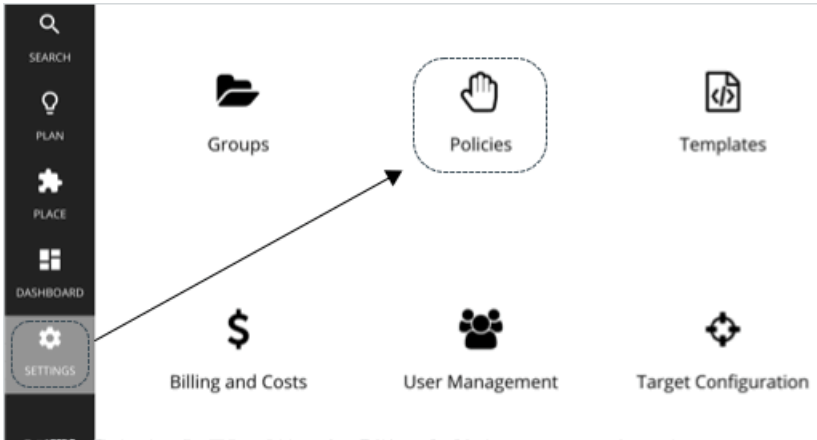 SEARCH
PLAN
PLACE
DASHBOARD
SETTINGS
Groups
Policies
Templates
Billing and Costs
User Management
Target Configuration